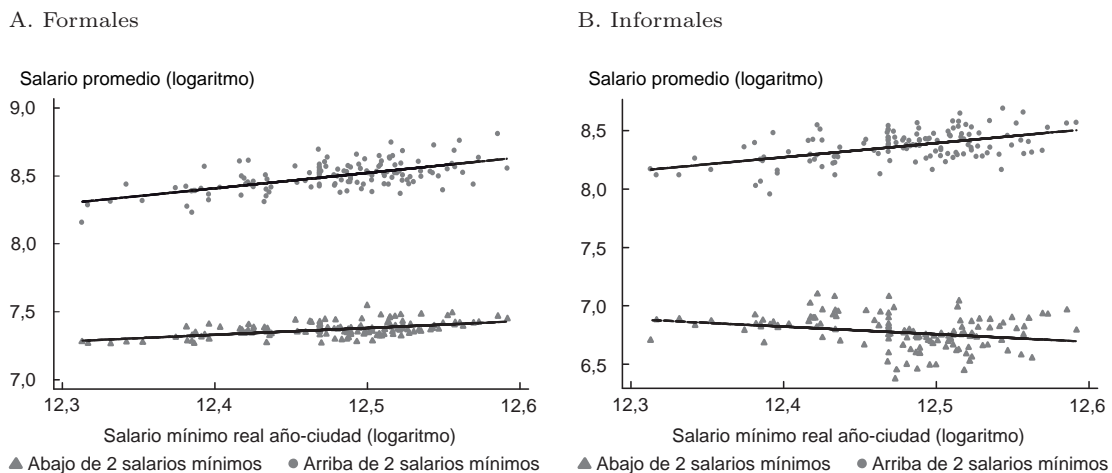 A. Formales
Salario promedio (logaritmo)
9,0
8,5
8,0
7,5
7,0
12,3 12,4 12,5 12,6
Salario mínimo real año-ciudad (logaritmo)
Abajo de 2 salarios mínimos Arriba de 2 salarios mínimos
B. Informales
Salario promedio (logaritmo)
8,5
8,0
7,5
7,0
6,5
12,3 12,4 12,5 12,6
Salario mínimo real año-ciudad (logaritmo)
Abajo de 2 salarios mínimos Arriba de 2 salarios mínimos